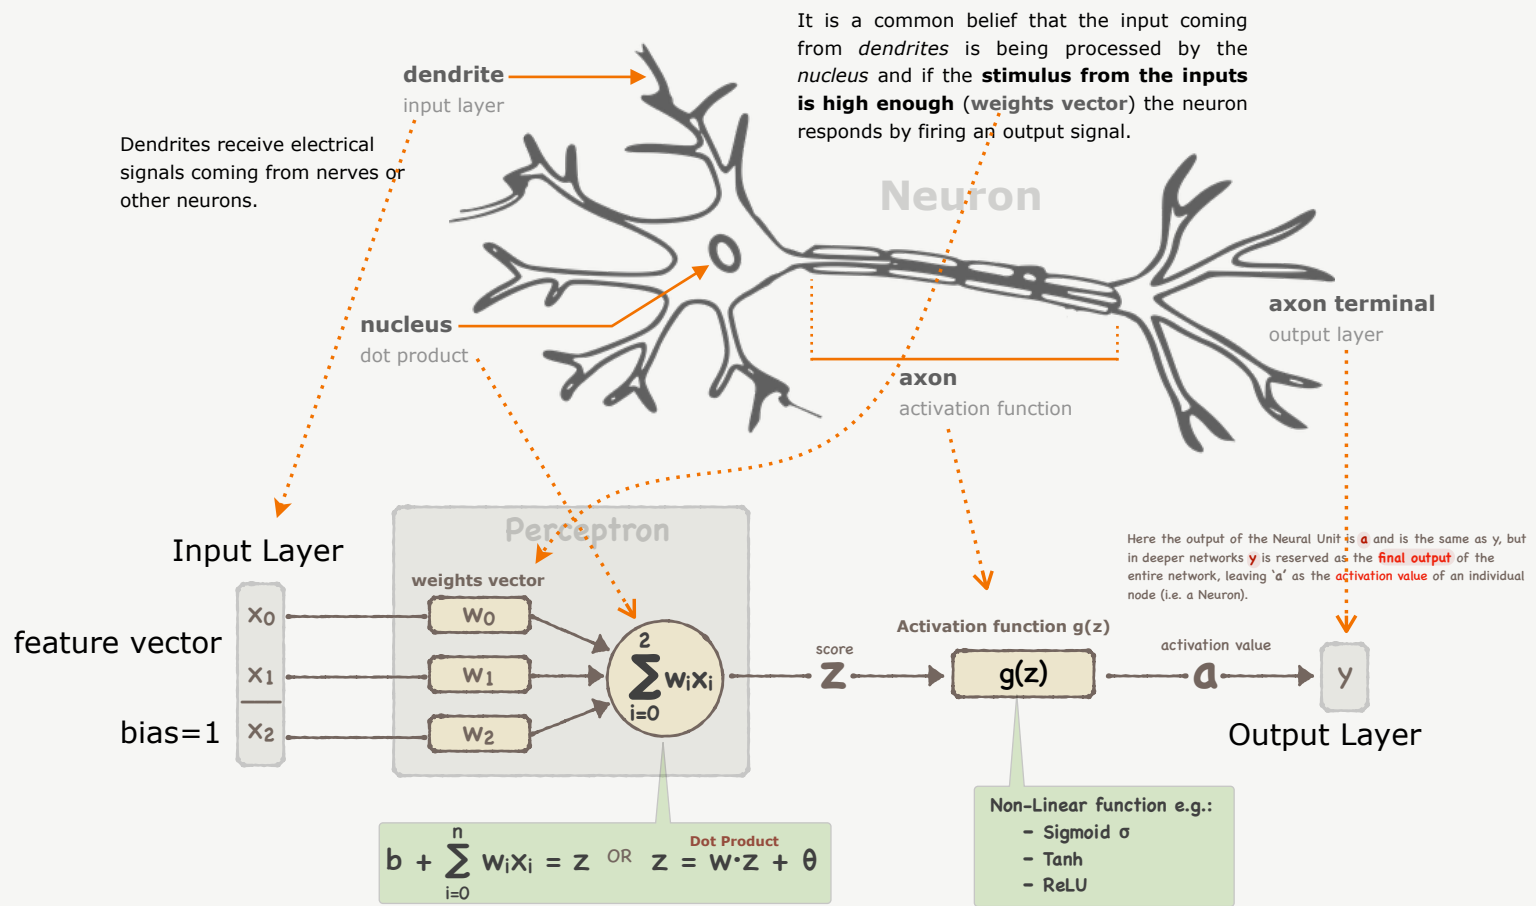 It is a common belief that the input coming
from dendrites is being processed by the
nucleus and if the stimulus from the inputs
is high enough (weights vector) the neuron
responds by firing an output signal.
dendrite
input layer
Dendrites receive electrical
signals coming from nerves or
other neurons.
Neuron
nucleus
dot product
axon terminal
output layer
axon
activation function
Perceptron
Input Layer
weights vector
Here the output of the Neural Unit is a and is the same as y, but
in deeper networks y is reserved as the final output of the
entire network, leaving 'a' as the activation value of an individual
node (i.e. a Neuron).
feature vector
bias=1
x₀
x₁
x₂
w₀
w₁
w₂
2
∑ wᵢxᵢ
i=0
score
z
Activation function g(z)
g(z)
activation value
a
y
Output Layer
n
b + ∑ wᵢxᵢ = z OR z = w·z + θ
i=0
Dot Product
Non-Linear function e.g.:
- Sigmoid σ
- Tanh
- ReLU